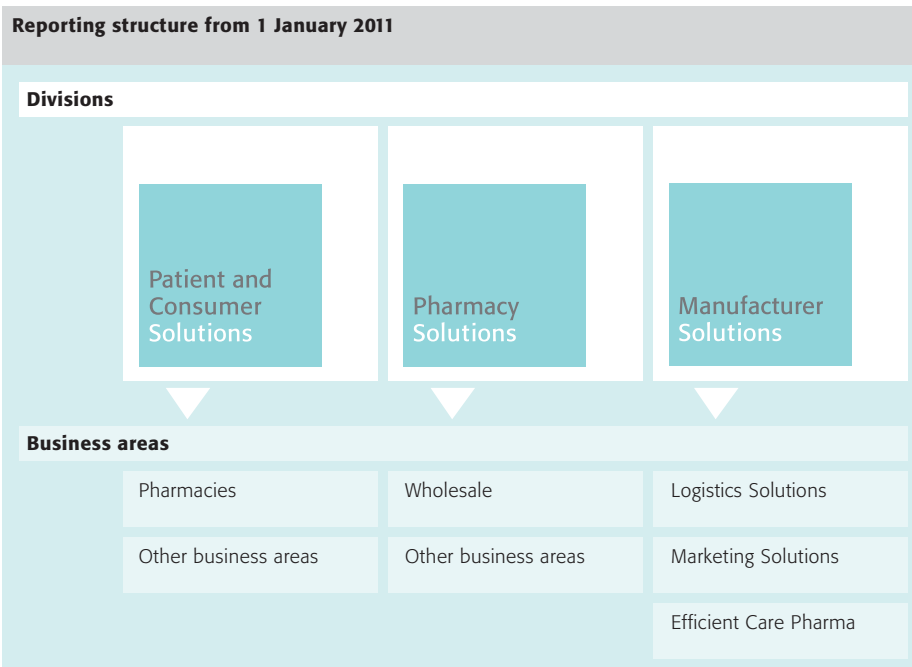 Reporting structure from 1 January 2011
Divisions
Patient and
Consumer
Solutions
Pharmacy
Solutions
Manufacturer
Solutions
Business areas
Pharmacies
Wholesale
Logistics Solutions
Other business areas
Other business areas
Marketing Solutions
Efficient Care Pharma